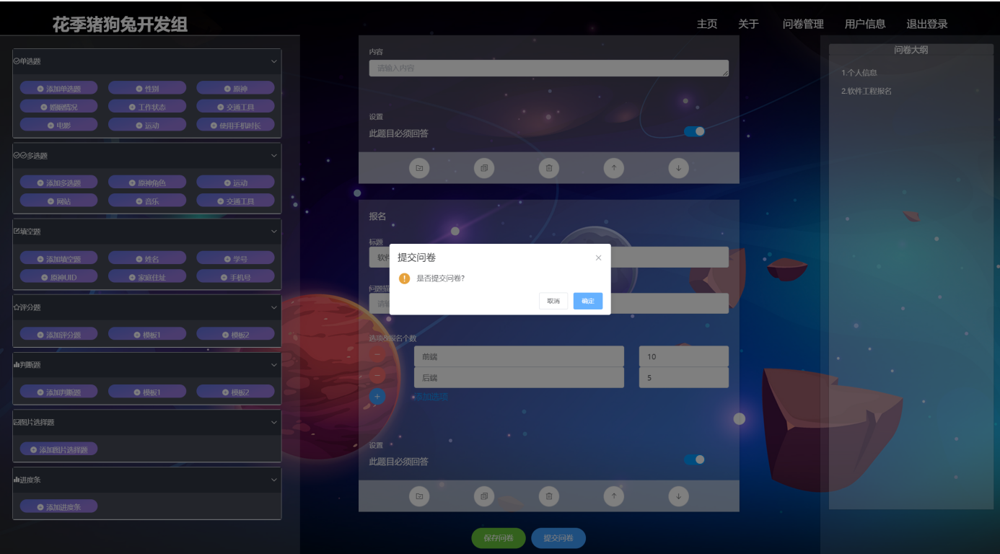 花季猪狗兔开发组
主页 关于 问卷管理 用户信息 退出登录
单选题
添加单选题 性别 原神
婚姻情况 工作状态 交通工具
电影 运动 使用手机时长
多选题
添加多选题 原神角色 运动
网站 音乐 交通工具
填空题
添加填空题 姓名 学号
原神UID 家庭住址 手机号
评分题
添加评分题 模板1 模板2
判断题
添加判断题 模板1 模板2
图片选择题
添加图片选择题
进度条
添加进度条
内容
请输入内容
设置
此题目必须回答
报名
标题
软件
问题描
请输
选项&报名个数
前端 10
后端 5
添加选项
设置
此题目必须回答
保存问卷 提交问卷
提交问卷
是否提交问卷?
取消 确定
问卷大纲
1.个人信息
2.软件工程报名